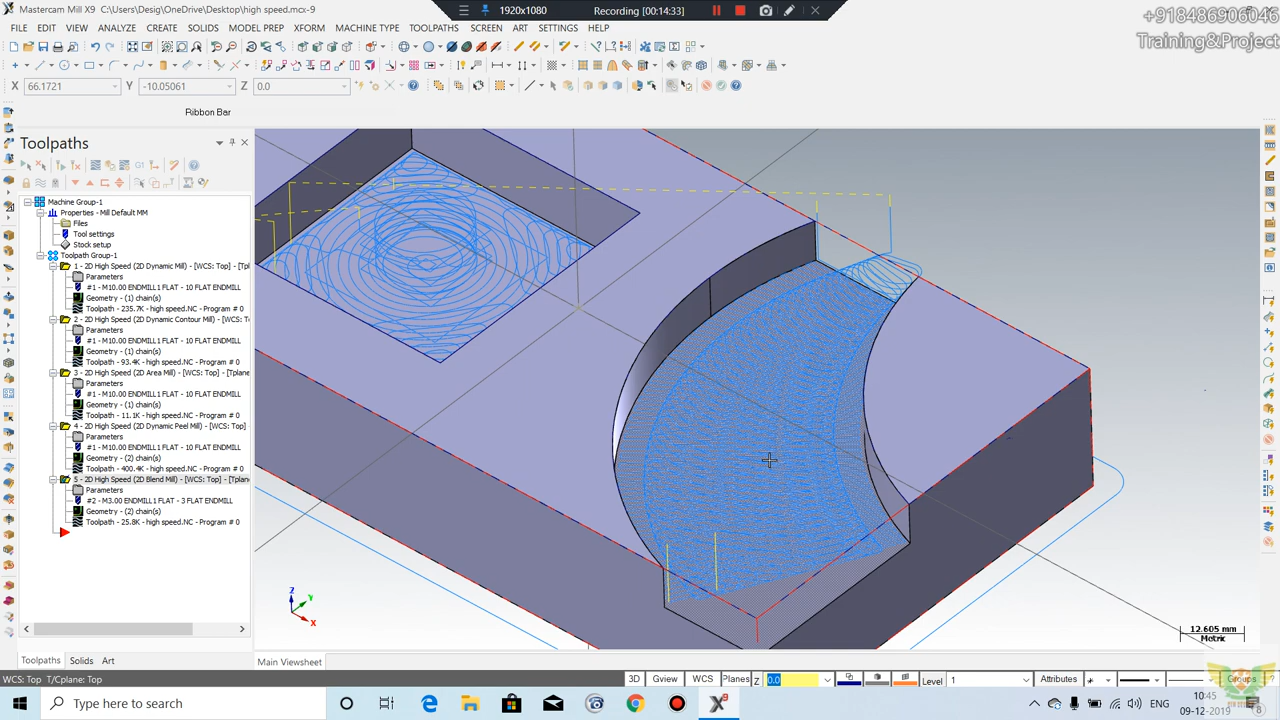 Mastercam Mill X9 C:\Users\Desig\OneDrive\Desktop\high speed.mcx-9
1920x1080
Recording [00:14:33]
+918486906046
Training&Project
FILE EDIT VIEW ANALYZE CREATE SOLIDS MODEL PREP XFORM MACHINE TYPE TOOLPATHS SCREEN ART SETTINGS HELP
X 66.1721 Y -10.05061 Z 0.0
Ribbon Bar
Toolpaths
Machine Group-1
Properties - Mill Default MM
Files
Tool settings
Stock setup
Toolpath Group-1
1 - 2D High Speed (2D Dynamic Mill) - [WCS: Top] - [Tpl
Parameters
#1 - M10.00 ENDMILL1 FLAT - 10 FLAT ENDMILL
Geometry - (1) chain(s)
Toolpath - 235.7K - high speed.NC - Program # 0
2 - 2D High Speed (2D Dynamic Contour Mill) - [WCS: T
Parameters
#1 - M10.00 ENDMILL1 FLAT - 10 FLAT ENDMILL
Geometry - (1) chain(s)
Toolpath - 93.4K - high speed.NC - Program # 0
3 - 2D High Speed (2D Area Mill) - [WCS: Top] - [Tplane
Parameters
#1 - M10.00 ENDMILL1 FLAT - 10 FLAT ENDMILL
Geometry - (1) chain(s)
Toolpath - 11.1K - high speed.NC - Program # 0
4 - 2D High Speed (2D Dynamic Peel Mill) - [WCS: Top]
Parameters
#1 - M10.00 ENDMILL1 FLAT - 10 FLAT ENDMILL
Geometry - (2) chain(s)
Toolpath - 400.4K - high speed.NC - Program # 0
5 - 2D High Speed (2D Blend Mill) - [WCS: Top] - [Tplane
Parameters
#2 - M3.00 ENDMILL1 FLAT - 3 FLAT ENDMILL
Geometry - (2) chain(s)
Toolpath - 25.8K - high speed.NC - Program # 0
Z
Y
X
12.605 mm
Metric
Toolpaths Solids Art
Main Viewsheet
WCS: Top T/Cplane: Top
3D Gview WCS Planes Z 0.0 Level 1 Attributes Groups ?
Type here to search
ENG
10:45
09-12-2019